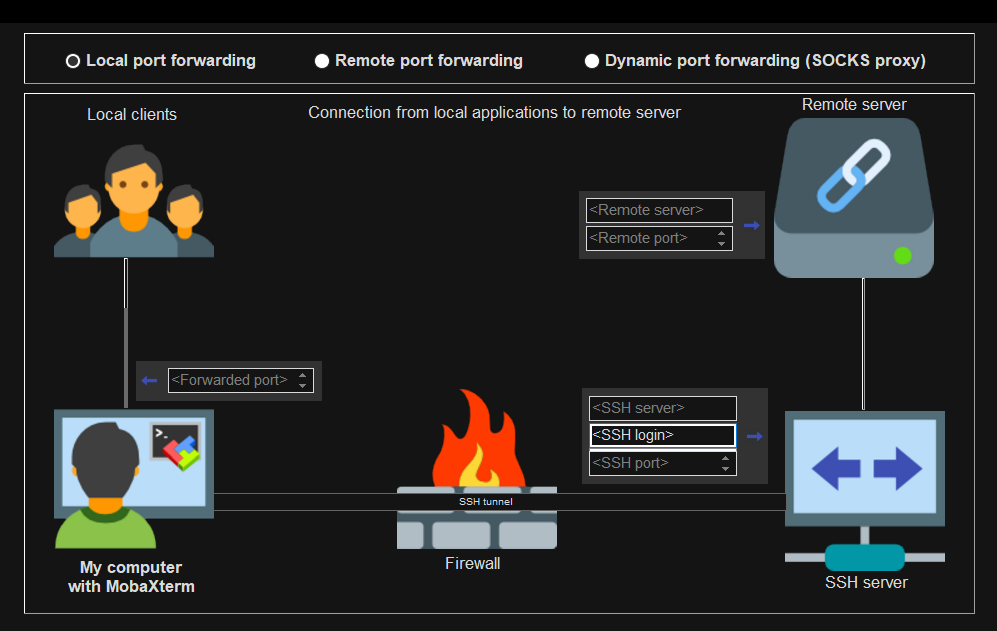 Local port forwarding
Remote port forwarding
Dynamic port forwarding (SOCKS proxy)
Local clients
Connection from local applications to remote server
Remote server
<Remote server>
<Remote port>
<Forwarded port>
<SSH server>
<SSH login>
<SSH port>
SSH tunnel
Firewall
My computer
with MobaXterm
SSH server